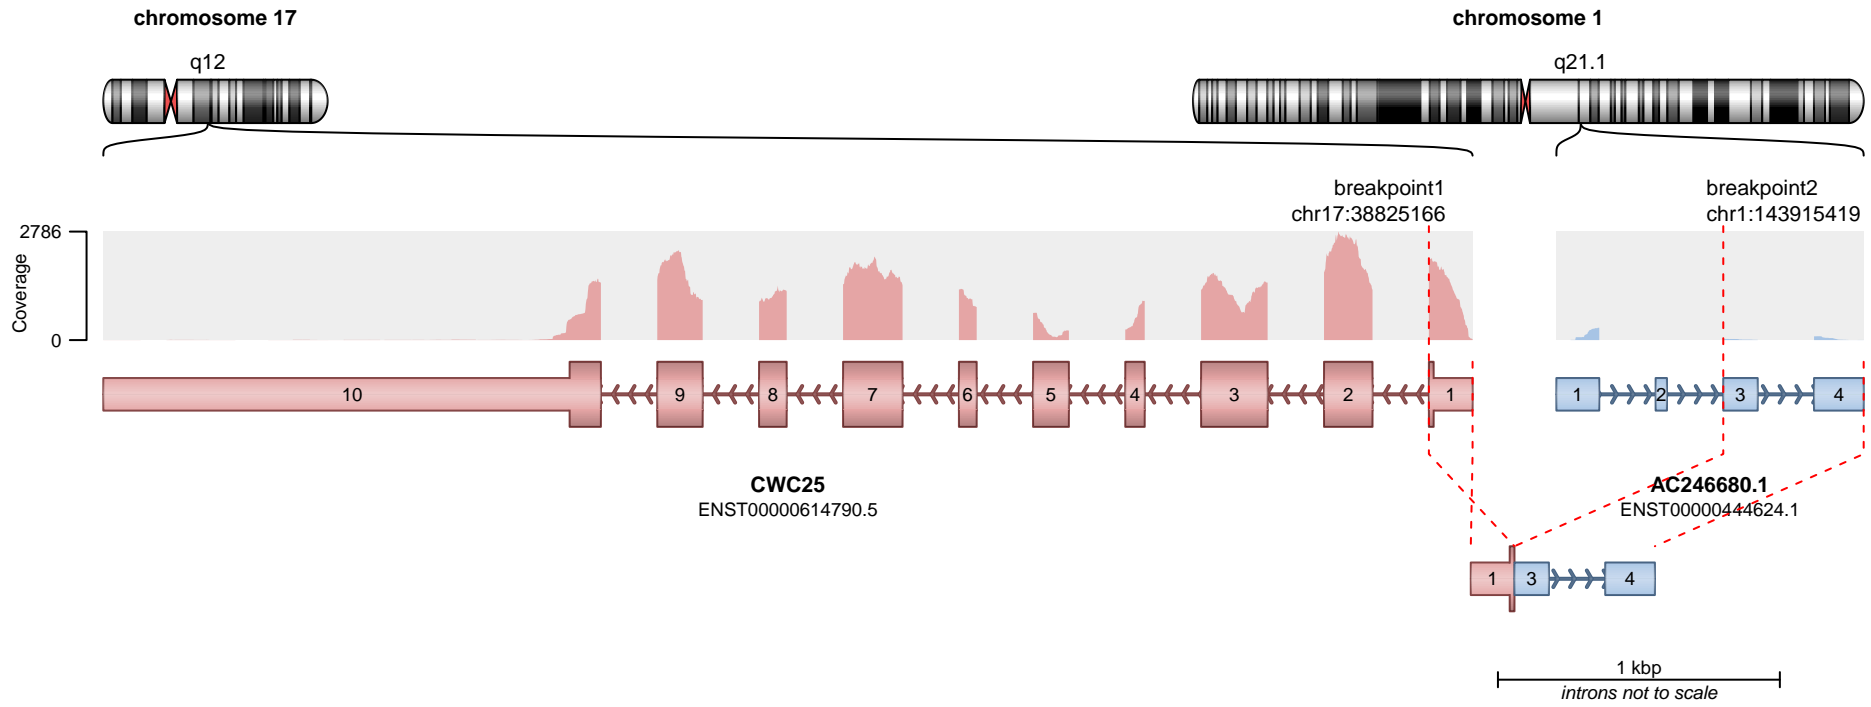 chromosome 17
chromosome 1
q12
q21.1
breakpoint1
chr17:38825166
breakpoint2
chr1:143915419
2786
Coverage
0
10 9 8 7 6 5 4 3 2 1
1 2 3 4
CWC25
ENST00000614790.5
AC246680.1
ENST00000444624.1
1 3 4
1 kbp
introns not to scale